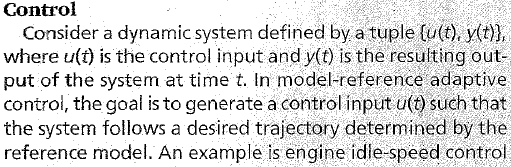 Control
Consider a dynamic system defined by a tuple {u(t), y(t)},
where u(t) is the control input and y(t) is the resulting out-
put of the system at time t. In model-reference adaptive
control, the goal is to generate a control input u(t) such that
the system follows a desired trajectory determined by the
reference model. An example is engine idle-speed control